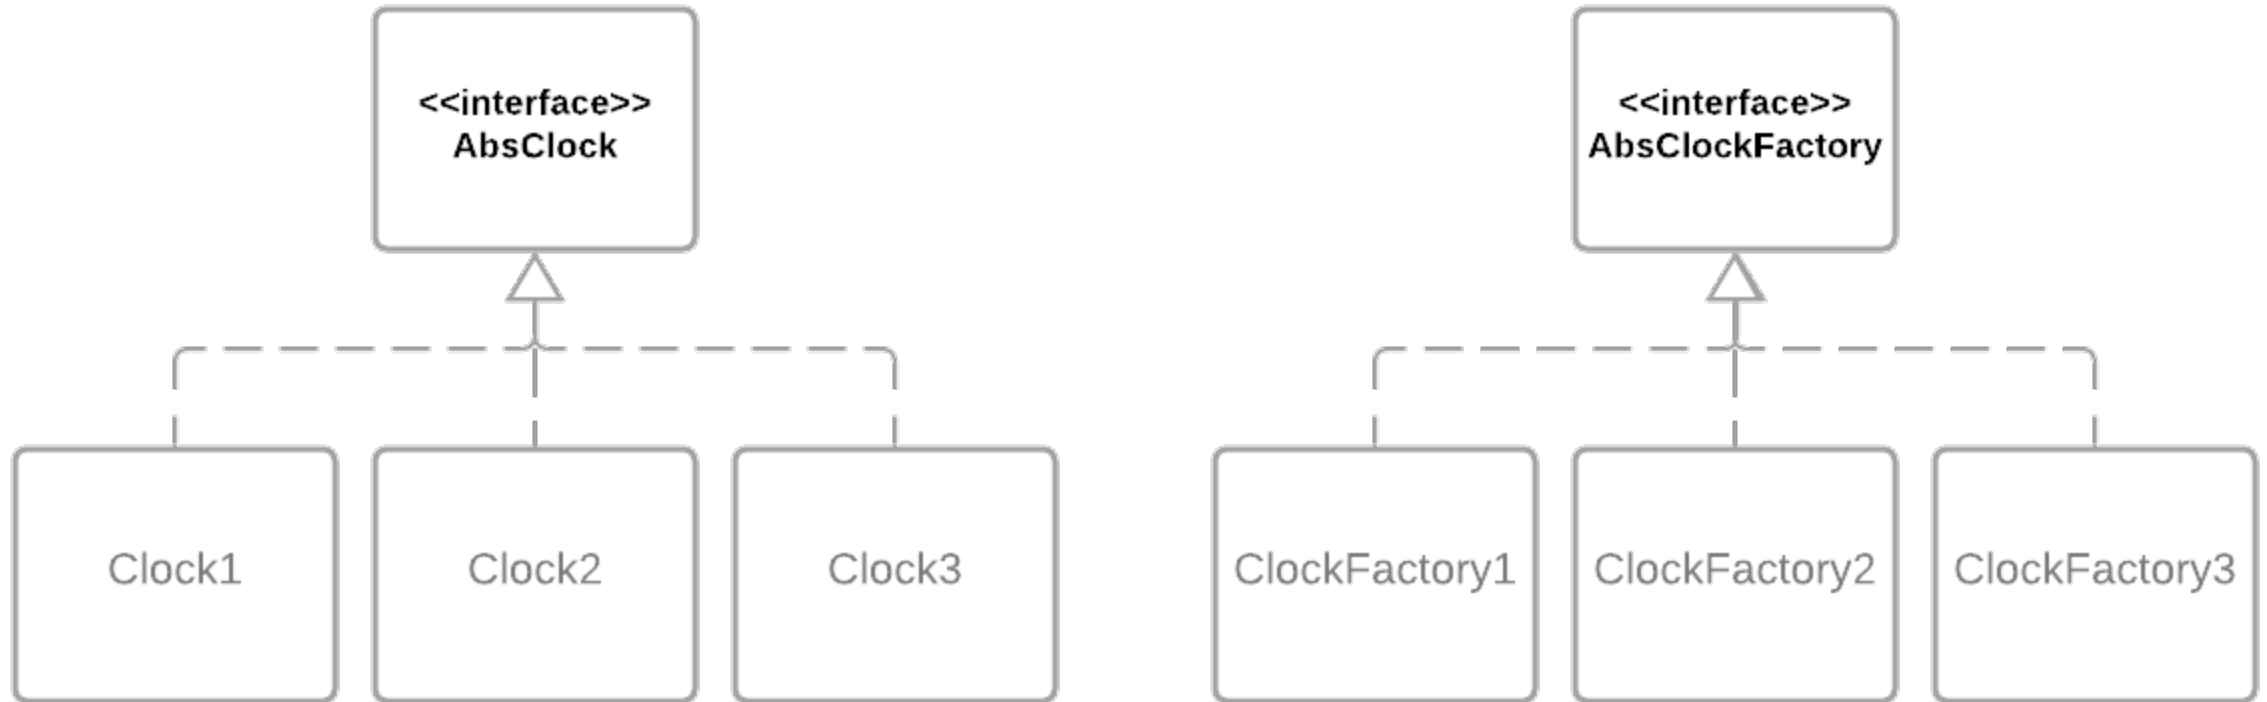 <<interface>>
AbsClock
<<interface>>
AbsClockFactory
Clock1
Clock2
Clock3
ClockFactory1
ClockFactory2
ClockFactory3